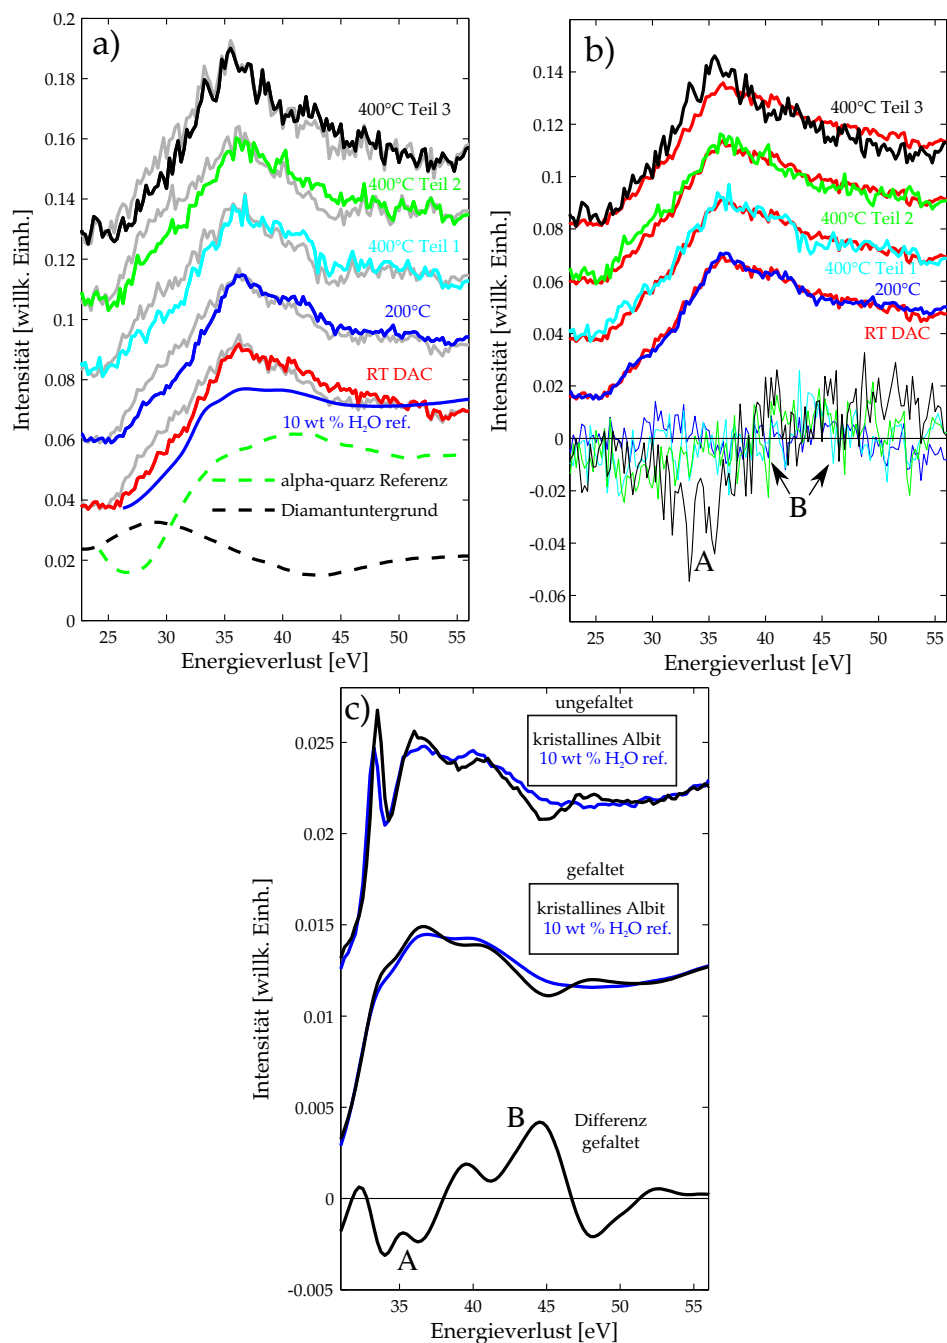 a)
Intensität [willk. Einh.]
0.2
0.18
0.16
0.14
0.12
0.1
0.08
0.06
0.04
0.02
0
400°C Teil 3
400°C Teil 2
400°C Teil 1
200°C
RT DAC
10 wt % H₂O ref.
alpha-quarz Referenz
Diamantuntergrund
25 30 35 40 45 50 55
Energieverlust [eV]
b)
Intensität [willk. Einh.]
0.14
0.12
0.1
0.08
0.06
0.04
0.02
0
-0.02
-0.04
-0.06
400°C Teil 3
400°C Teil 2
400°C Teil 1
200°C
RT DAC
A
B
25 30 35 40 45 50 55
Energieverlust [eV]
c)
Intensität [willk. Einh.]
0.025
0.02
0.015
0.01
0.005
0
-0.005
ungefaltet
kristallines Albit
10 wt % H₂O ref.
gefaltet
kristallines Albit
10 wt % H₂O ref.
B
Differenz
gefaltet
A
35 40 45 50 55
Energieverlust [eV]